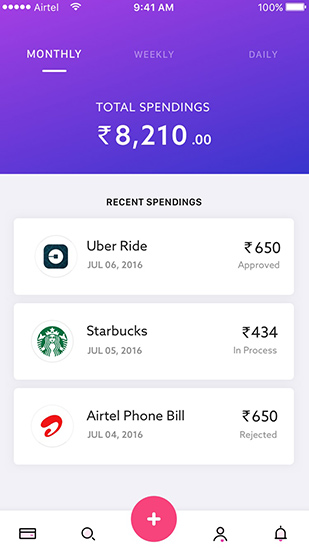 Airtel 9:41 AM 100%
MONTHLY WEEKLY DAILY
TOTAL SPENDINGS
₹8,210.00
RECENT SPENDINGS
Uber Ride ₹650
JUL 06, 2016 Approved
Starbucks ₹434
JUL 05, 2016 In Process
Airtel Phone Bill ₹650
JUL 04, 2016 Rejected